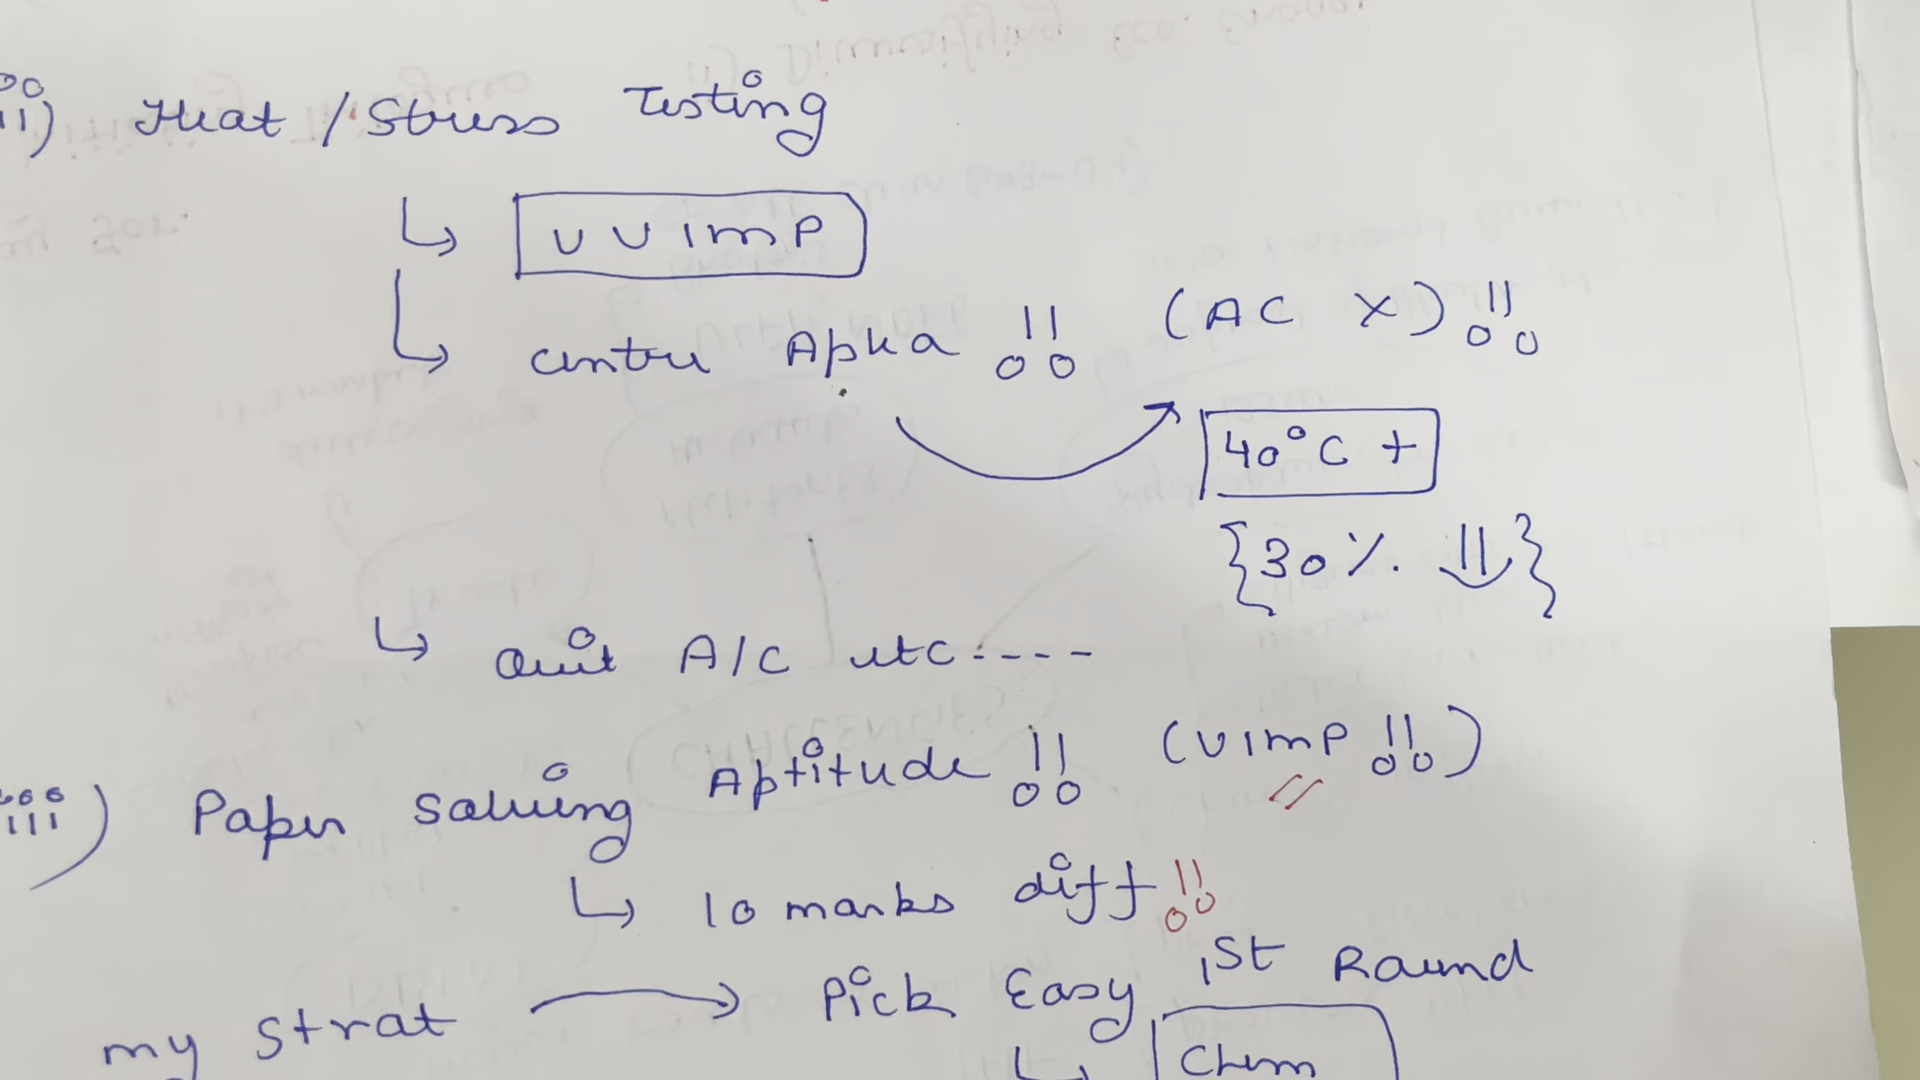 ii) Heat / Stress Testing
↳ VVIMP
↳ Centre Apka !! (AC X) !!
40°C +
{30% ⇓}
↳ Quit A/C etc. ----
iii) Paper Solving Aptitude !! (VIMP !!)
↳ 10 marks diff !!
my strat → Pick Easy 1st Round
↳ Chem